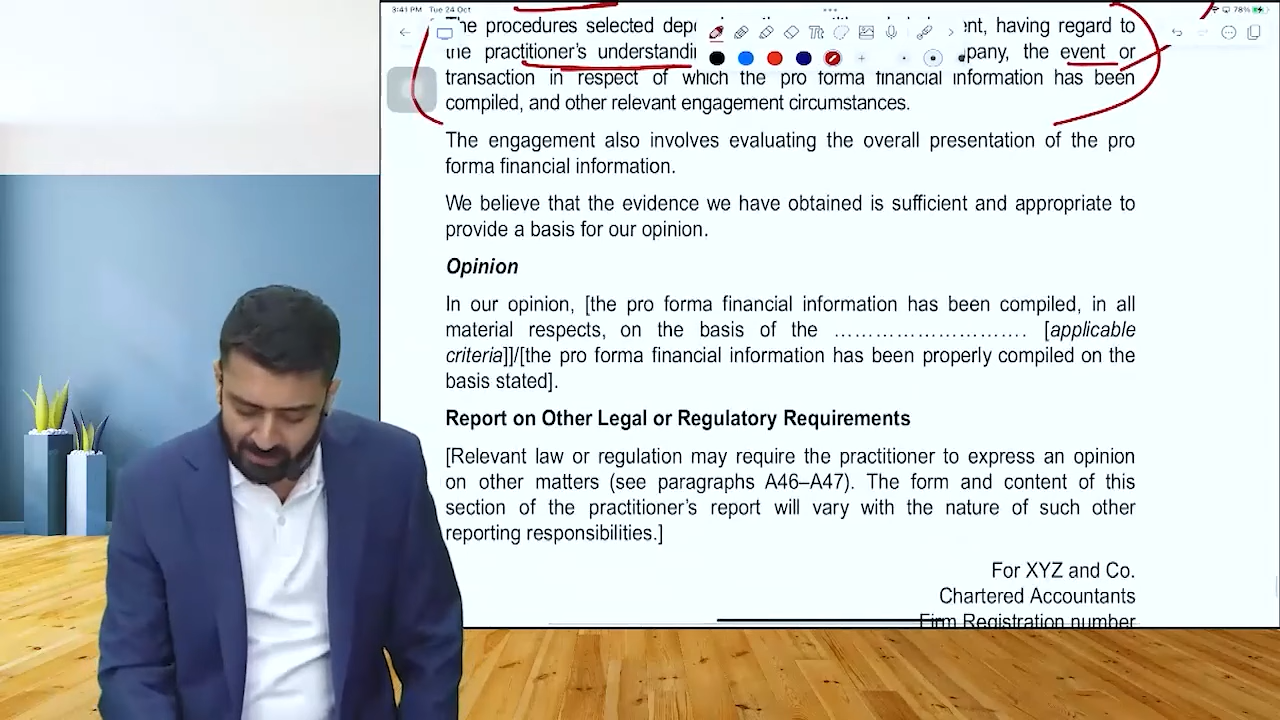 3:41 PM Tue 24 Oct
78%
The procedures selected ent, having regard to
the practitioner's the event or
transaction in respect of which the pro forma financial information has been
compiled, and other relevant engagement circumstances.
The engagement also involves evaluating the overall presentation of the pro
forma financial information.
We believe that the evidence we have obtained is sufficient and appropriate to
provide a basis for our opinion.
Opinion
In our opinion, [the pro forma financial information has been compiled, in all
material respects, on the basis of the ............................ [applicable
criteria]]/[the pro forma financial information has been properly compiled on the
basis stated].
Report on Other Legal or Regulatory Requirements
[Relevant law or regulation may require the practitioner to express an opinion
on other matters (see paragraphs A46–A47). The form and content of this
section of the practitioner's report will vary with the nature of such other
reporting responsibilities.]
For XYZ and Co.
Chartered Accountants
Firm Registration number